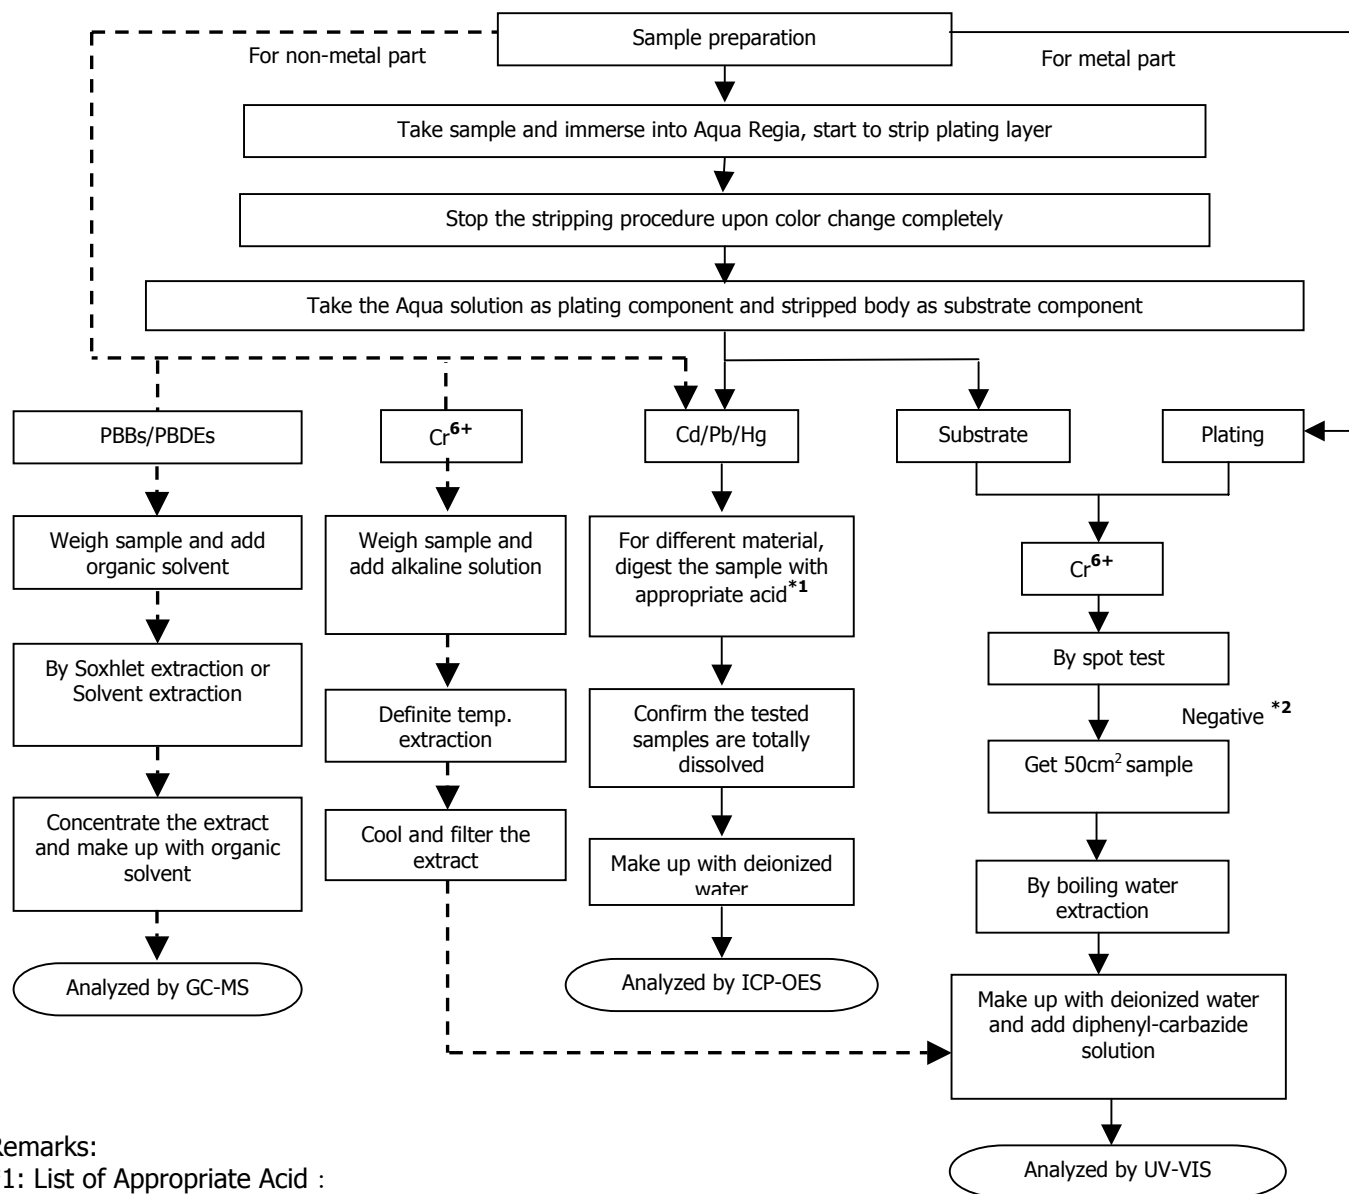 Sample preparation
For non-metal part
For metal part
Take sample and immerse into Aqua Regia, start to strip plating layer
Stop the stripping procedure upon color change completely
Take the Aqua solution as plating component and stripped body as substrate component
PBBs/PBDEs
Cr6+
Cd/Pb/Hg
Substrate
Plating
Weigh sample and add
organic solvent
Weigh sample and
add alkaline solution
For different material,
digest the sample with
appropriate acid*1
Cr6+
By Soxhlet extraction or
Solvent extraction
Definite temp.
extraction
Confirm the tested
samples are totally
dissolved
By spot test
Negative *2
Get 50cm2 sample
Concentrate the extract
and make up with organic
solvent
Cool and filter the
extract
Make up with deionized
water
By boiling water
extraction
Analyzed by GC-MS
Analyzed by ICP-OES
Make up with deionized water
and add diphenyl-carbazide
solution
Analyzed by UV-VIS
Remarks:
1: List of Appropriate Acid :